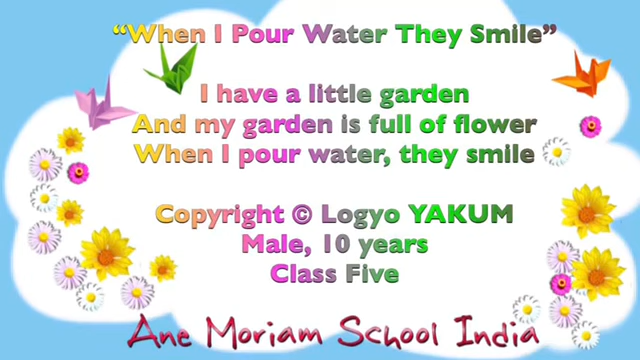 “When I Pour Water They Smile”
I have a little garden
And my garden is full of flower
When I pour water, they smile
Copyright © Logyo YAKUM
Male, 10 years
Class Five
Ane Moriam School India